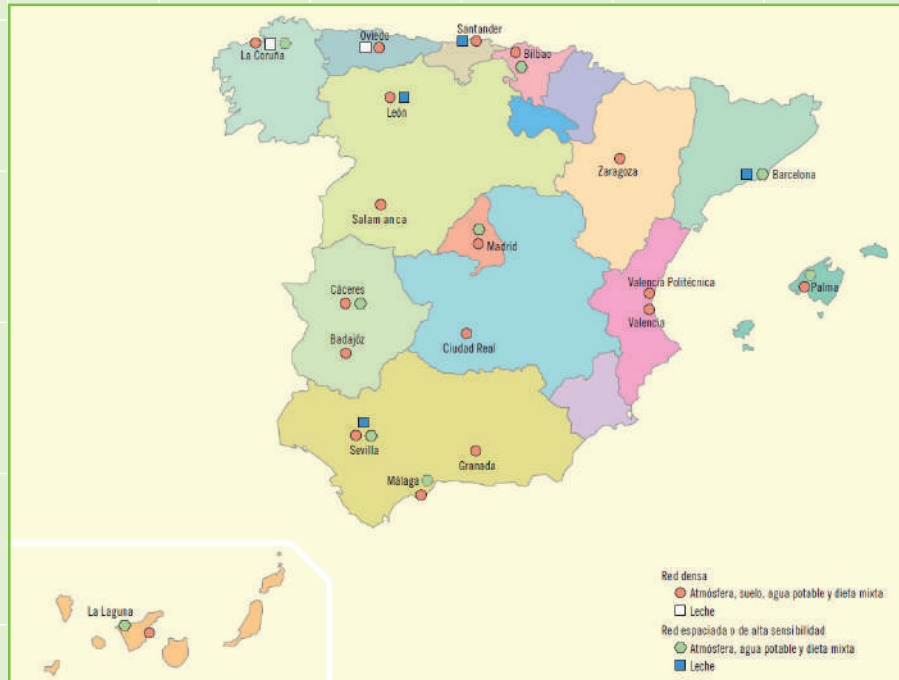 Santander
Oviedo
Bilbao
La Coruña
León
Zaragoza
Barcelona
Salamanca
Madrid
Valencia Politécnica
Palma
Cáceres
Valencia
Badajóz
Ciudad Real
Sevilla
Granada
Málaga
La Laguna
Red densa
Atmósfera, suelo, agua potable y dieta mixta
Leche
Red espaciada o de alta sensibilidad
Atmósfera, agua potable y dieta mixta
Leche